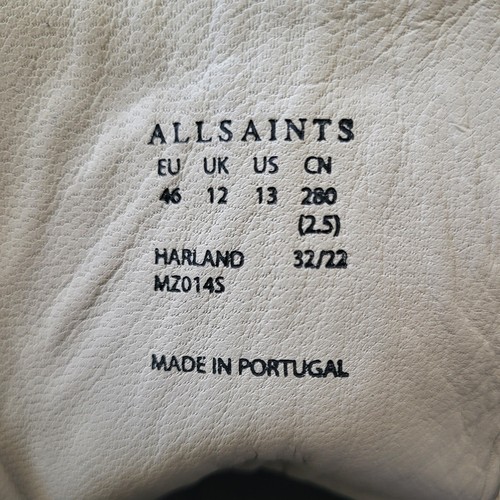 ALLSAINTS
EU UK US CN
46 12 13 280
(2.5)
HARLAND 32/22
MZ014S
MADE IN PORTUGAL